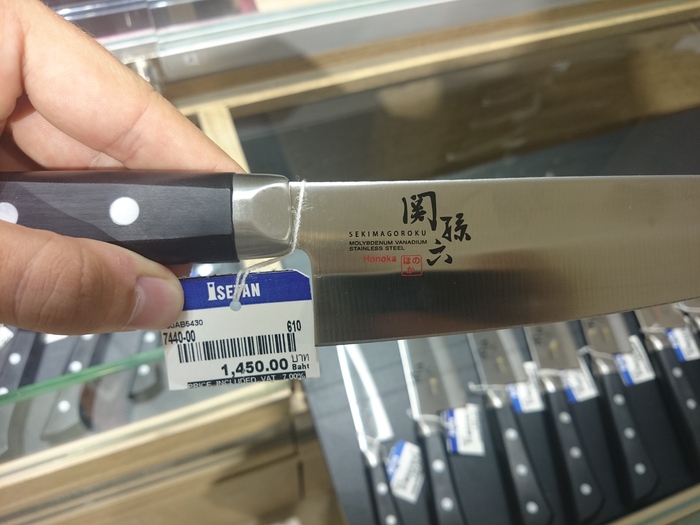 関孫六
SEKIMAGOROKU
MOLYBDENUM VANADIUM
STAINLESS STEEL
Honoka ほのか
ISETAN
7440-00 610
1,450.00 บาท
Baht
PRICE INCLUDED VAT 7.00%